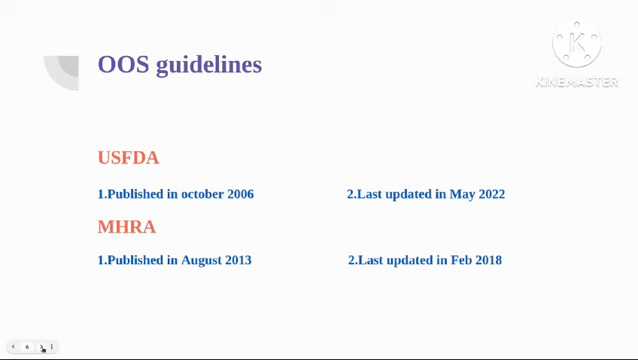 KINEMASTER
OOS guidelines
USFDA
1.Published in october 2006 2.Last updated in May 2022
MHRA
1.Published in August 2013 2.Last updated in Feb 2018
6